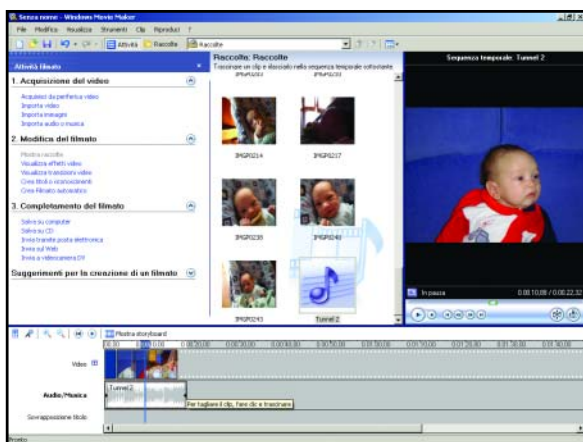 Senza nome - Windows Movie Maker
File Modifica Visualizza Strumenti Clip Riproduci ?
Attività Raccolte Raccolte
Attività filmato
1. Acquisizione del video
Acquisisci da periferica video
Importa video
Importa immagini
Importa audio o musica
2. Modifica del filmato
Mostra raccolte
Visualizza effetti video
Visualizza transizioni video
Crea titoli o riconoscimenti
Crea filmato automatico
3. Completamento del filmato
Salva su computer
Salva su CD
Invia tramite posta elettronica
Invia sul Web
Invia a videocamera DV
Suggerimenti per la creazione di un filmato
Raccolte: Raccolte
Trascinare un clip e rilasciarlo nella sequenza temporale sottostante
IMGP0214 IMGP0217
IMGP0243 Tunnel 2
Sequenza temporale: Tunnel 2
In pausa
Mostra storyboard
Video
Audio/Musica
Tunnel 2
Per tagliare il clip, fare clic e trascinare
Sovrapposizione titolo
Pronto